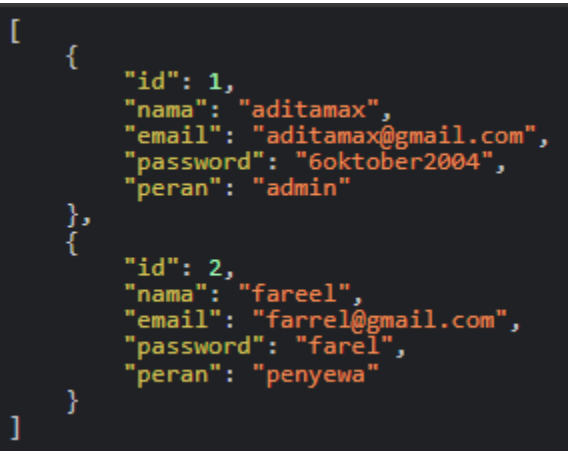 [
{
"id": 1,
"nama": "aditamax",
"email": "aditamax@gmail.com",
"password": "6oktober2004",
"peran": "admin"
},
{
"id": 2,
"nama": "fareel",
"email": "farrel@gmail.com",
"password": "farel",
"peran": "penyewa"
}
]